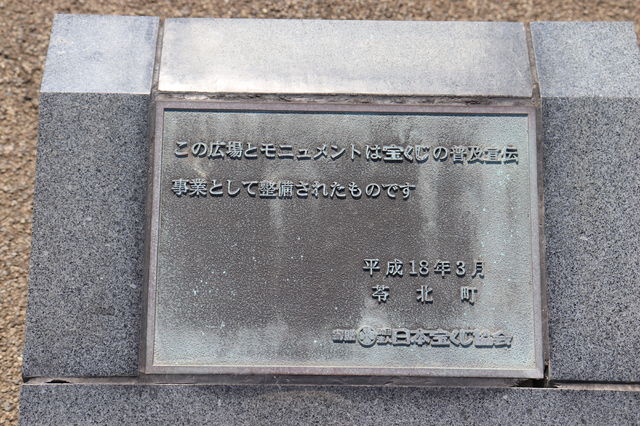 この広場とモニュメントは宝くじの普及宣伝
事業として整備されたものです
平成18年3月
苓北町
日本宝くじ協会